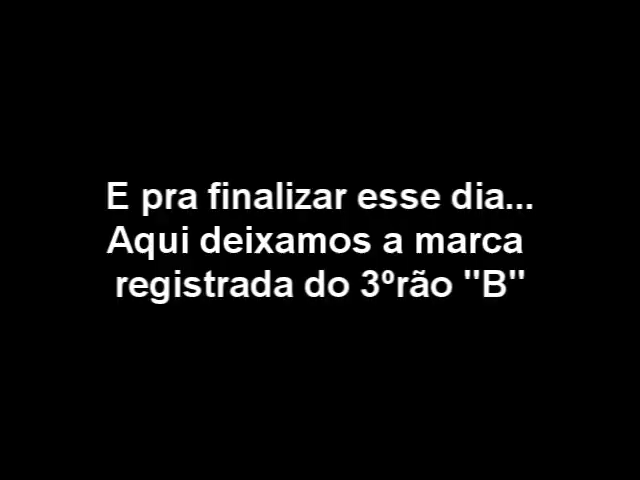 E pra finalizar esse dia...
Aqui deixamos a marca
registrada do 3ºrão "B"